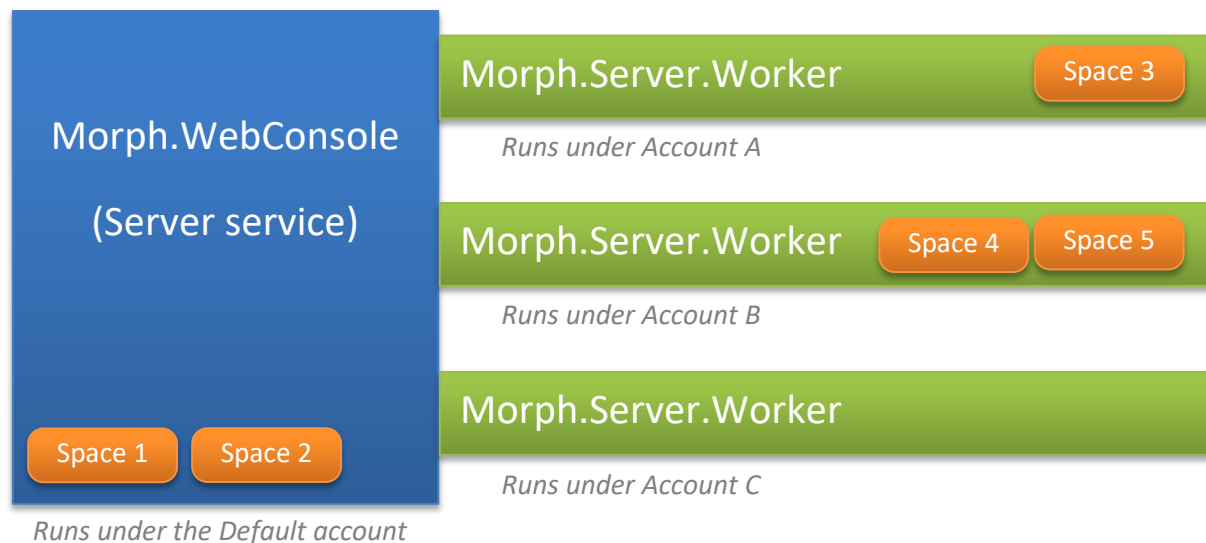 Morph.WebConsole
(Server service)
Space 1
Space 2
Runs under the Default account
Morph.Server.Worker
Space 3
Runs under Account A
Morph.Server.Worker
Space 4
Space 5
Runs under Account B
Morph.Server.Worker
Runs under Account C